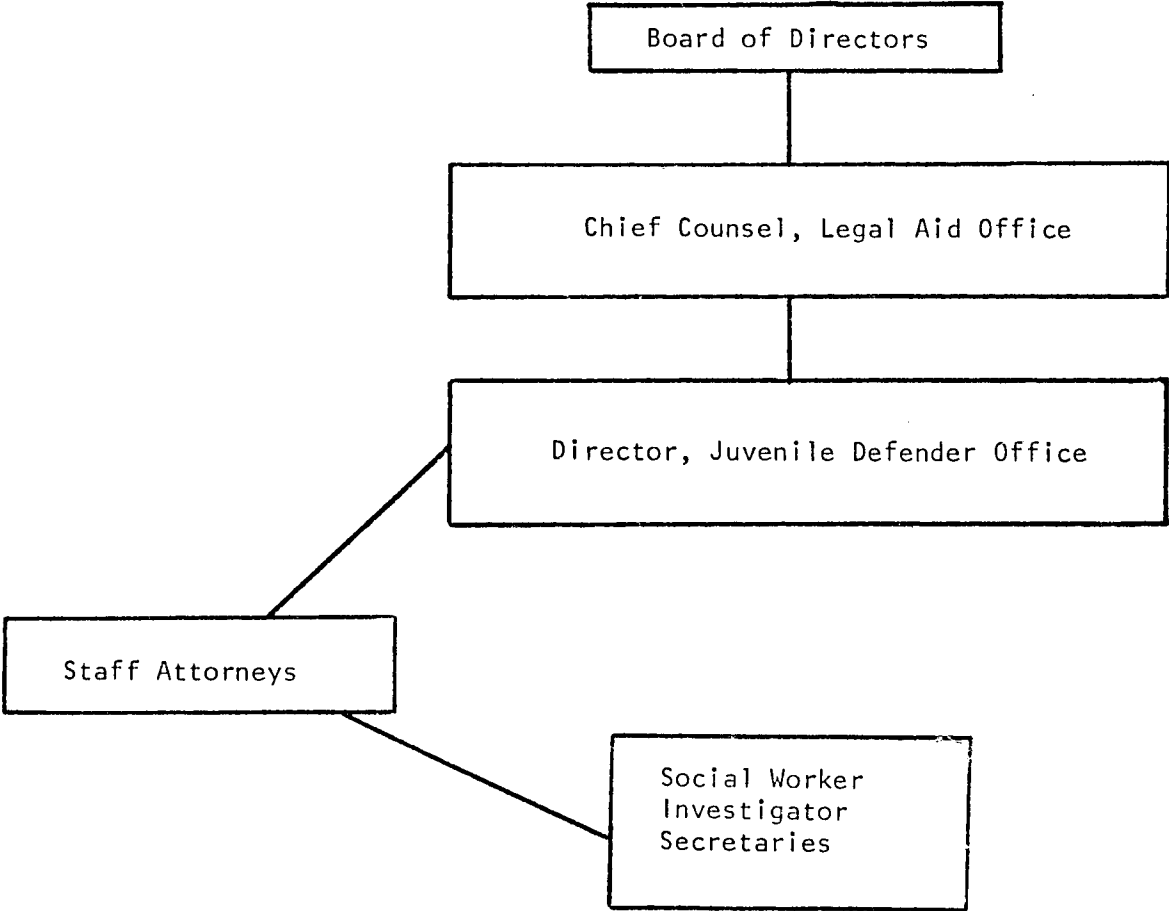 Board of Directors
Chief Counsel, Legal Aid Office
Director, Juvenile Defender Office
Staff Attorneys
Social Worker
Investigator
Secretaries